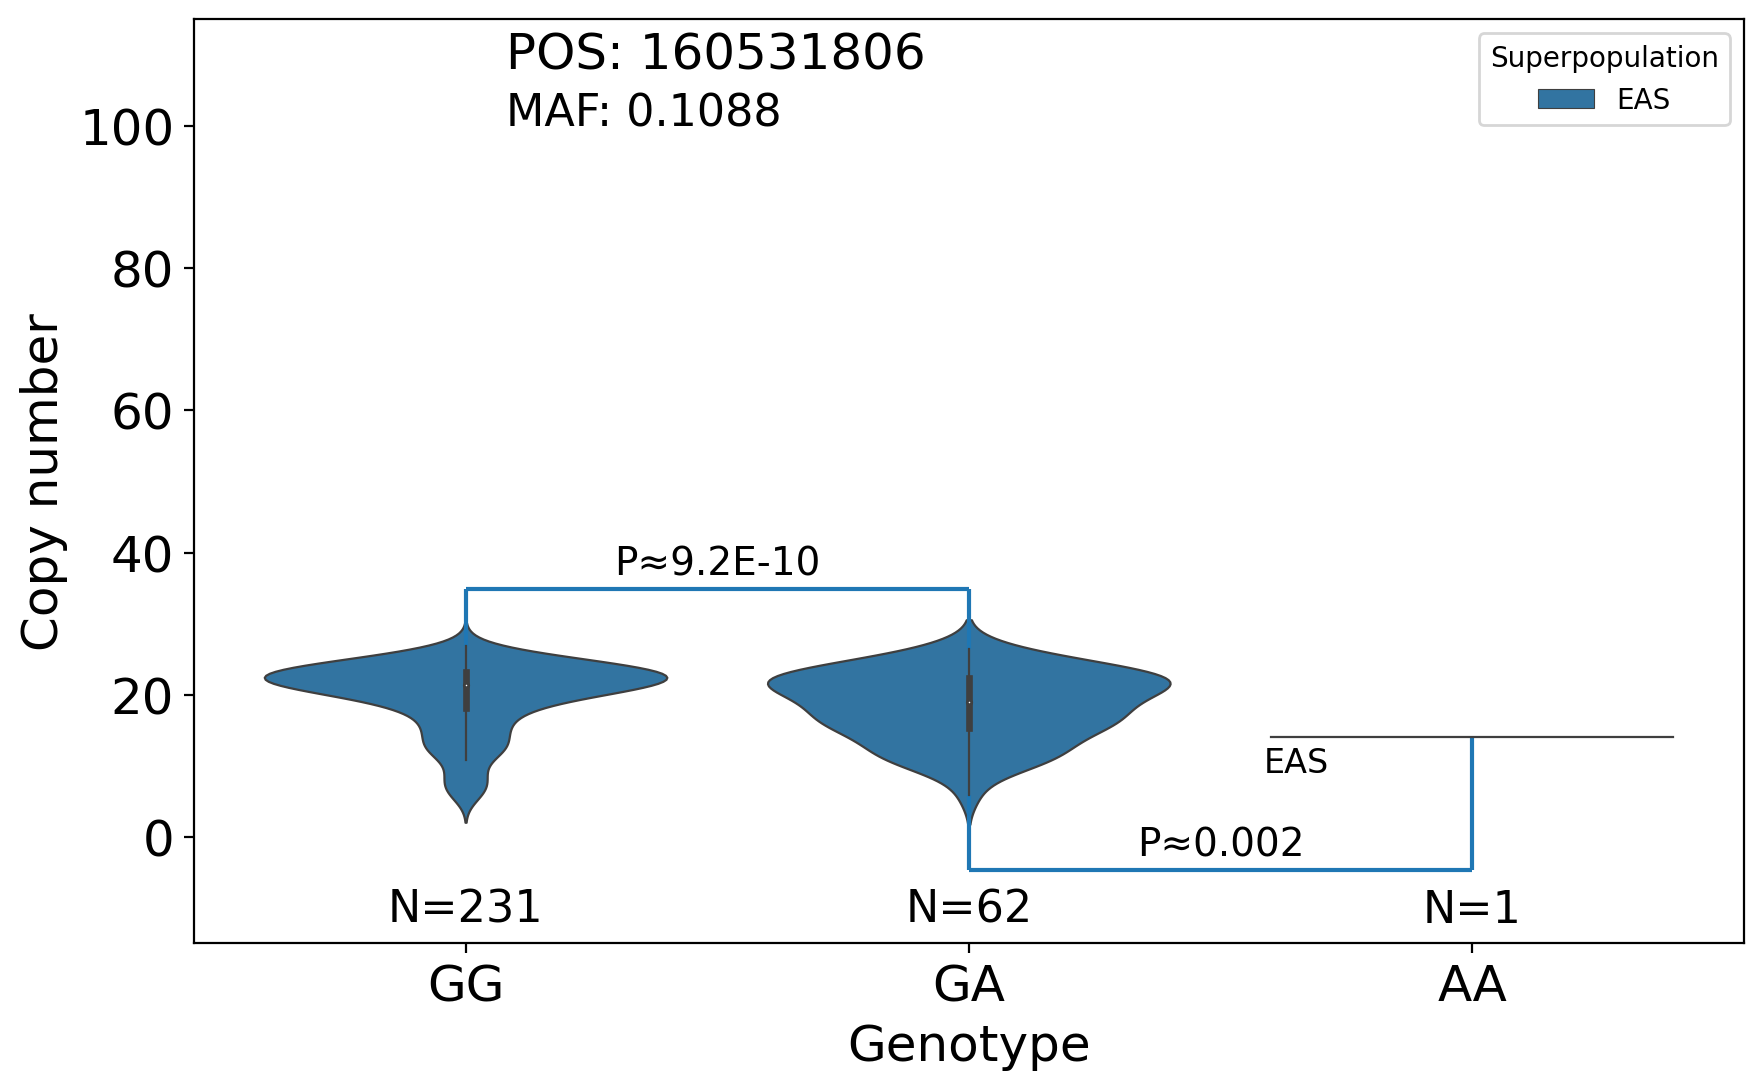 POS: 160531806
MAF: 0.1088
Superpopulation
EAS
100
80
60
40
20
0
Copy number
P≈9.2E-10
EAS
P≈0.002
N=231
N=62
N=1
GG
GA
AA
Genotype